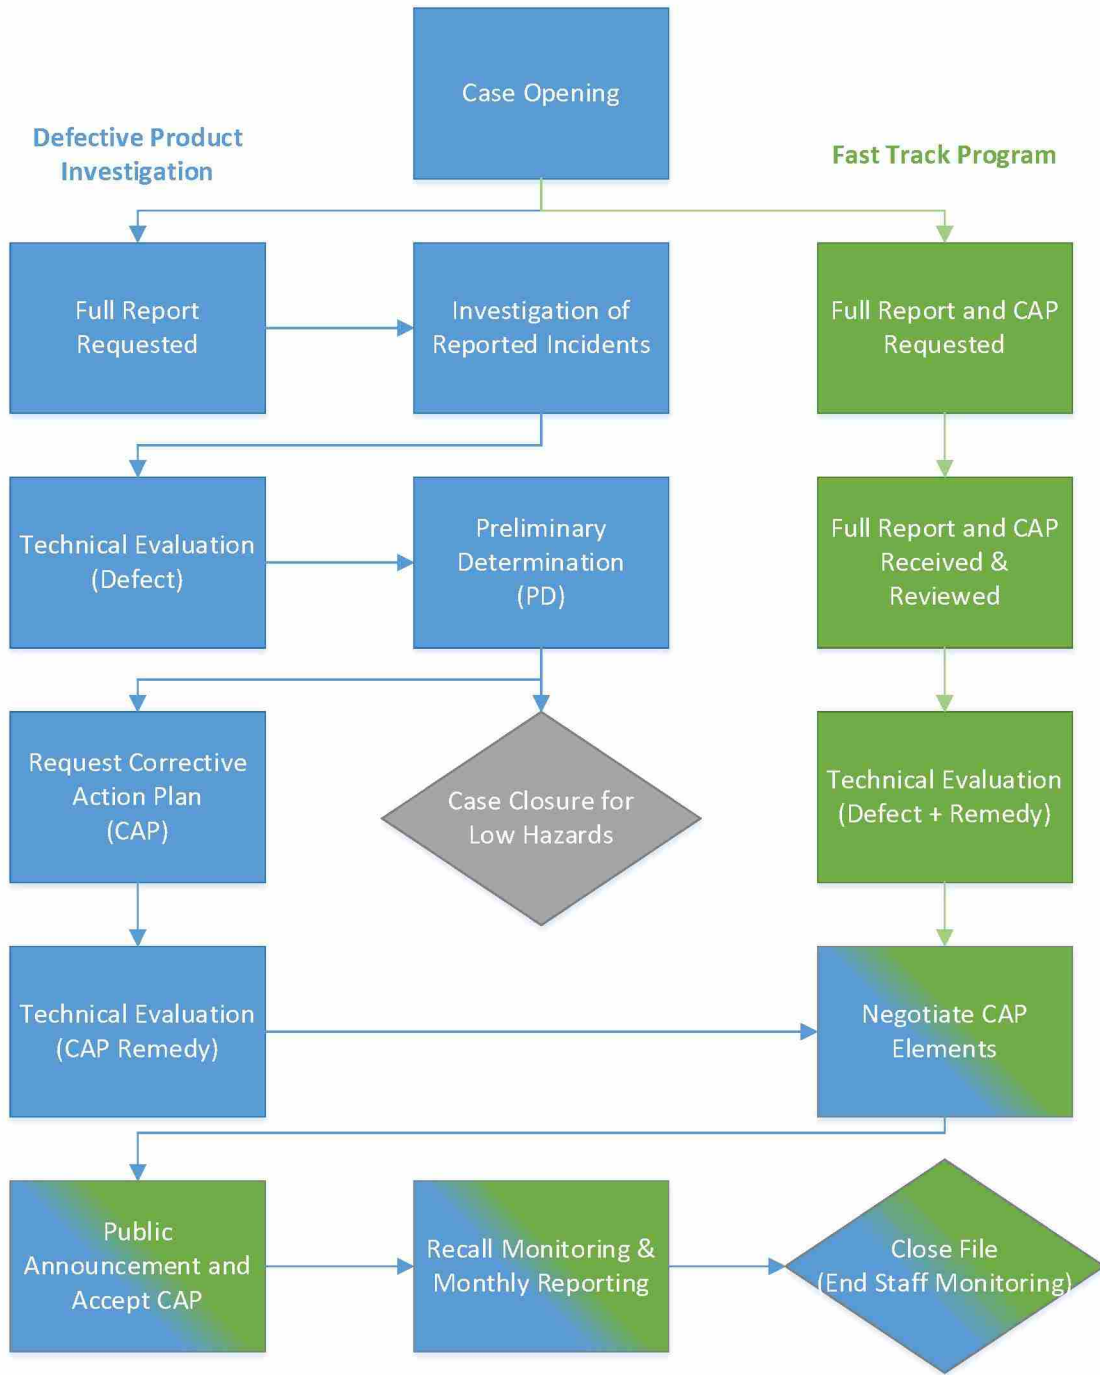 Case Opening
Defective Product
Investigation
Fast Track Program
Full Report
Requested
Investigation of
Reported Incidents
Full Report and CAP
Requested
Technical Evaluation
(Defect)
Preliminary
Determination
(PD)
Full Report and CAP
Received &
Reviewed
Request Corrective
Action Plan
(CAP)
Case Closure for
Low Hazards
Technical Evaluation
(Defect + Remedy)
Technical Evaluation
(CAP Remedy)
Negotiate CAP
Elements
Public
Announcement and
Accept CAP
Recall Monitoring &
Monthly Reporting
Close File
(End Staff Monitoring)